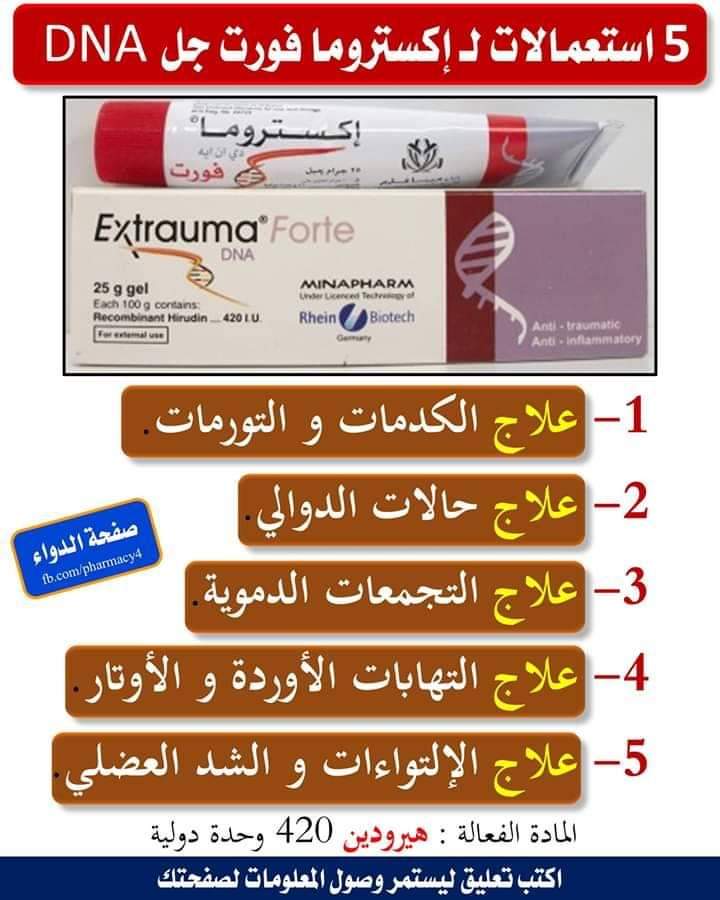 5 استعمالات لـ إكستروما فورت جل DNA
إكستروما®
دي ان ايه
فورت
Extrauma® Forte
DNA
25 g gel
Each 100 g contains:
Recombinant Hirudin ... 420 I.U.
For external use
MINAPHARM
Under Licenced Technology of
Rhein Biotech
Germany
Anti - traumatic
Anti - inflammatory
1- علاج الكدمات و التورمات.
2- علاج حالات الدوالي.
صفحة الدواء
fb.com/pharmacy4
3- علاج التجمعات الدموية.
4- علاج التهابات الأوردة و الأوتار.
5- علاج الإلتواءات و الشد العضلي.
المادة الفعالة : هيرودين 420 وحدة دولية
اكتب تعليق ليستمر وصول المعلومات لصفحتك